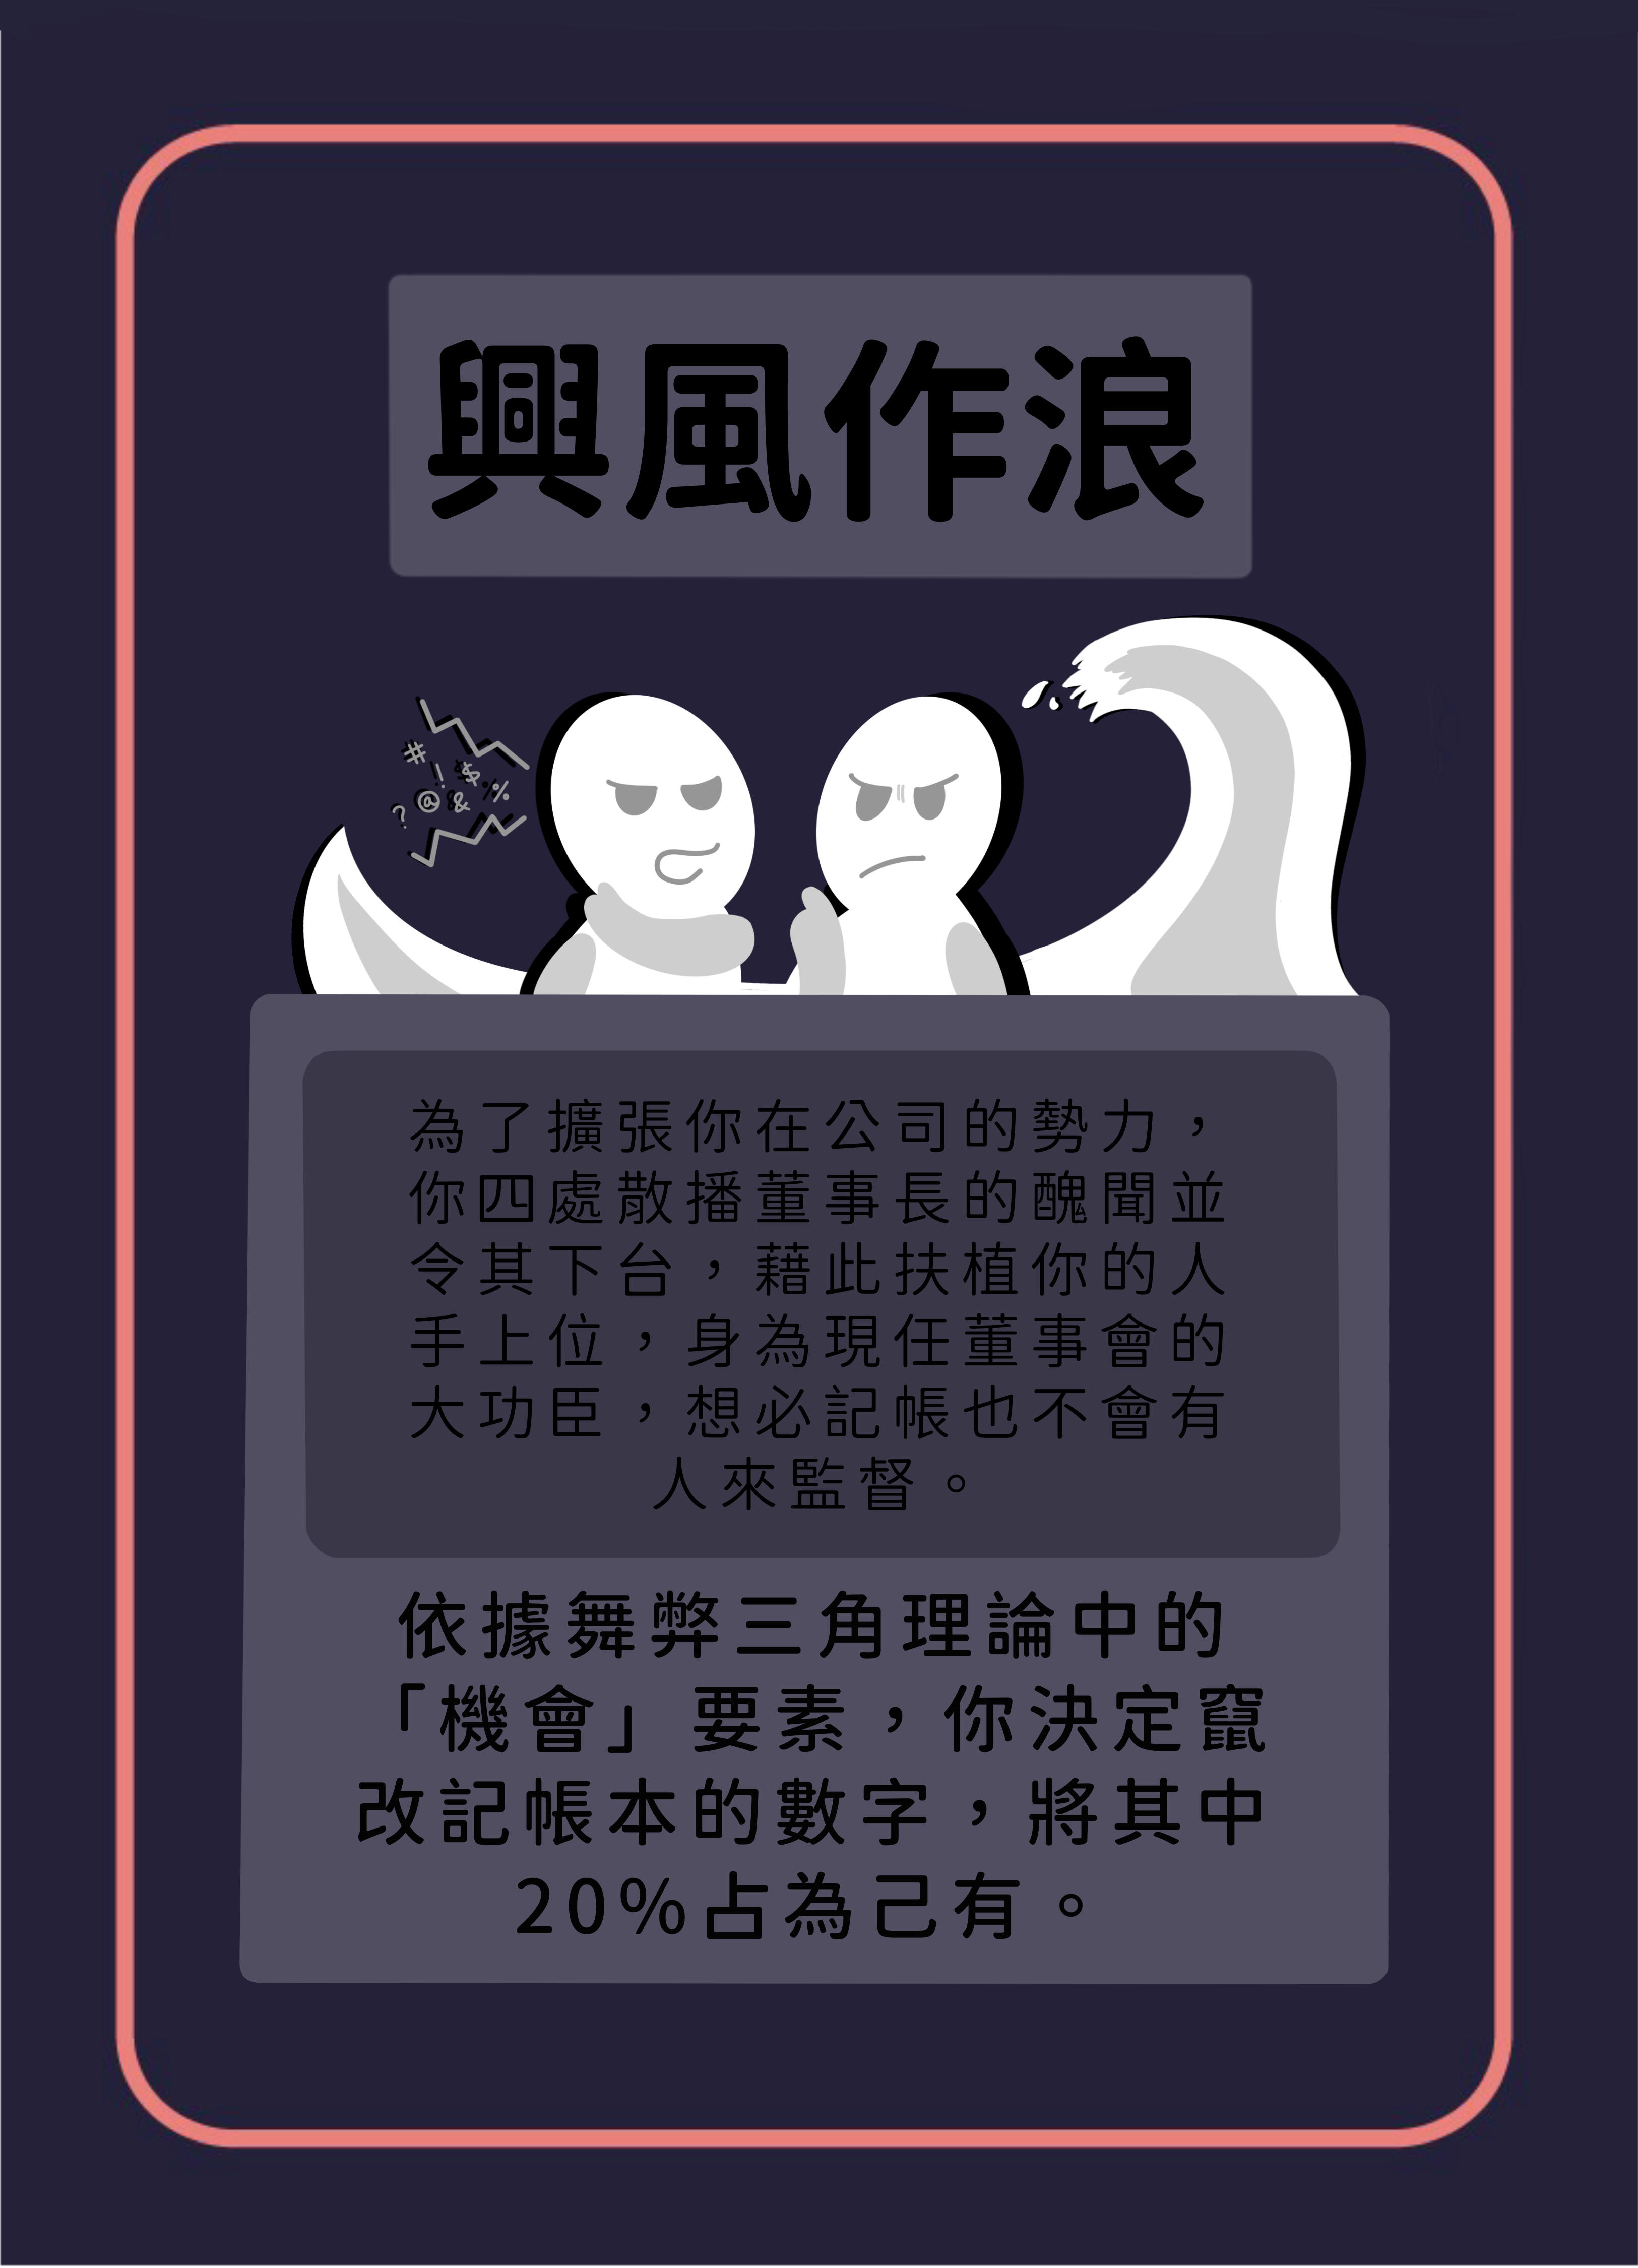 興風作浪
#!$
?@&%
為了擴張你在公司的勢力，
你四處散播董事長的醜聞並
令其下台，藉此扶植你的人
手上位，身為現任董事會的
大功臣，想必記帳也不會有
人來監督。
依據舞弊三角理論中的
「機會」要素，你決定竄
改記帳本的數字，將其中
20%占為己有。